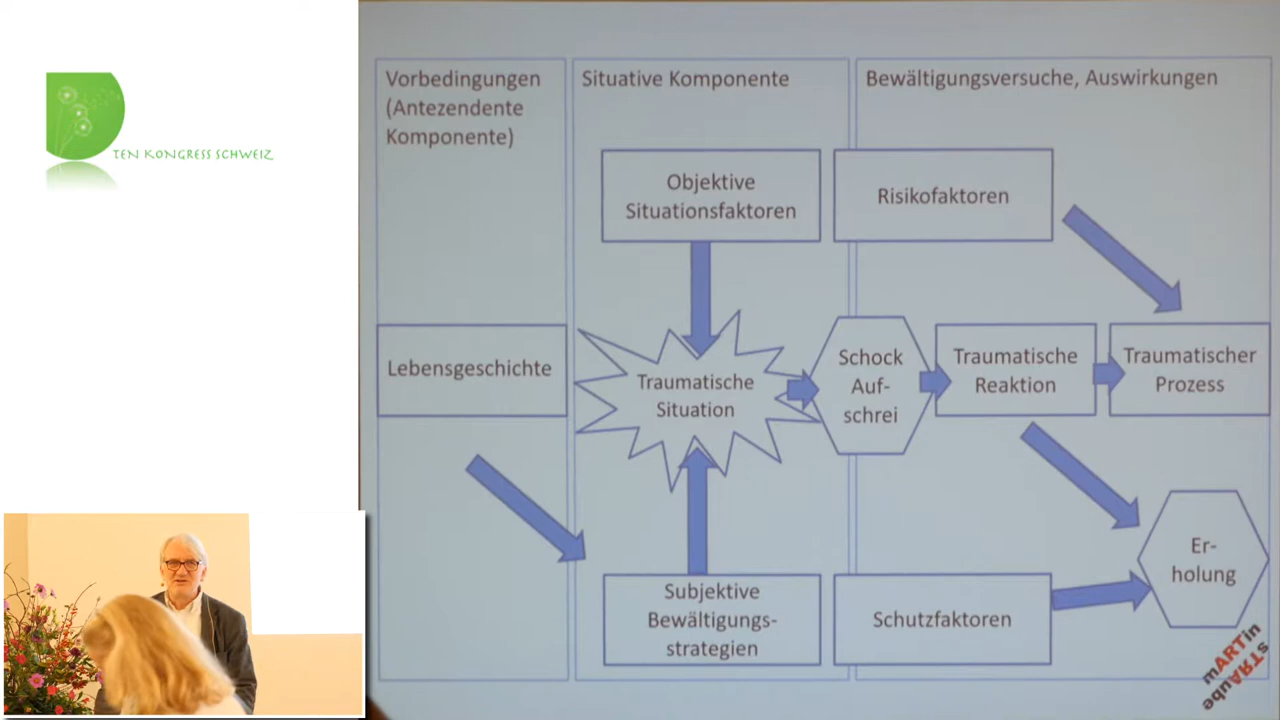 TEN KONGRESS SCHWEIZ
Vorbedingungen
(Antezendente
Komponente)
Situative Komponente
Bewältigungsversuche, Auswirkungen
Objektive
Situationsfaktoren
Risikofaktoren
Lebensgeschichte
Traumatische
Situation
Schock
Auf-
schrei
Traumatische
Reaktion
Traumatischer
Prozess
Er-
holung
Subjektive
Bewältigungs-
strategien
Schutzfaktoren
mARTin
sTRAube